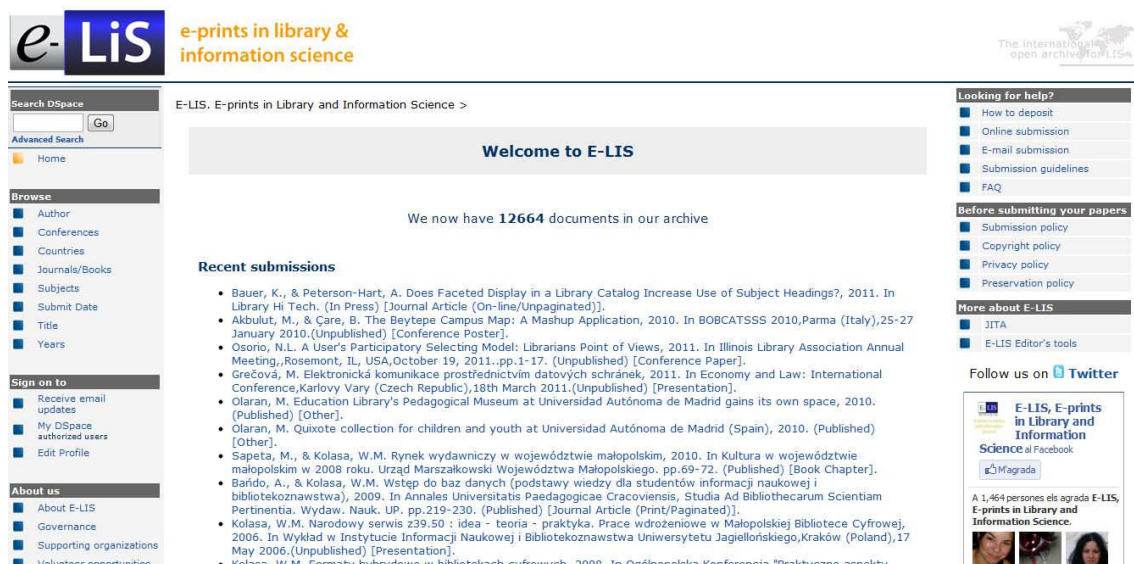 e-LiS
e-prints in library &
information science
The international
open archive for LIS
Search DSpace
Go
Advanced Search
Home
Browse
Author
Conferences
Countries
Journals/Books
Subjects
Submit Date
Title
Years
Sign on to
Receive email
updates
My DSpace
authorized users
Edit Profile
About us
About E-LIS
Governance
Supporting organizations
Volunteer opportunities
E-LIS. E-prints in Library and Information Science >
Welcome to E-LIS
We now have 12664 documents in our archive
Recent submissions
• Bauer, K., & Peterson-Hart, A. Does Faceted Display in a Library Catalog Increase Use of Subject Headings?, 2011. In
Library Hi Tech. (In Press) [Journal Article (On-line/Unpaginated)].
• Akbulut, M., & Çare, B. The Beytepe Campus Map: A Mashup Application, 2010. In BOBCATSSS 2010,Parma (Italy),25-27
January 2010.(Unpublished) [Conference Poster].
• Osorio, N.L. A User's Participatory Selecting Model: Librarians Point of Views, 2011. In Illinois Library Association Annual
Meeting,,Rosemont, IL, USA,October 19, 2011..pp.1-17. (Unpublished) [Conference Paper].
• Grečová, M. Elektronická komunikace prostřednictvím datových schránek, 2011. In Economy and Law: International
Conference,Karlovy Vary (Czech Republic),18th March 2011.(Unpublished) [Presentation].
• Olaran, M. Education Library's Pedagogical Museum at Universidad Autónoma de Madrid gains its own space, 2010.
(Published) [Other].
• Olaran, M. Quixote collection for children and youth at Universidad Autónoma de Madrid (Spain), 2010. (Published)
[Other].
• Sapeta, M., & Kolasa, W.M. Rynek wydawniczy w województwie małopolskim, 2010. In Kultura w województwie
małopolskim w 2008 roku. Urząd Marszałkowski Województwa Małopolskiego. pp.69-72. (Published) [Book Chapter].
• Bańdo, A., & Kolasa, W.M. Wstęp do baz danych (podstawy wiedzy dla studentów informacji naukowej i
bibliotekoznawstwa), 2009. In Annales Universitatis Paedagogicae Cracoviensis, Studia Ad Bibliothecarum Scientiam
Pertinentia. Wydaw. Nauk. UP. pp.219-230. (Published) [Journal Article (Print/Paginated)].
• Kolasa, W.M. Narodowy serwis z39.50 : idea - teoria - praktyka. Prace wdrożeniowe w Małopolskiej Bibliotece Cyfrowej,
2006. In Wykład w Instytucie Informacji Naukowej i Bibliotekoznawstwa Uniwersytetu Jagiellońskiego,Kraków (Poland),17
May 2006.(Unpublished) [Presentation].
• Kolasa, W.M. Formaty hybrydowe w bibliotekach cyfrowych, 2008. In Ogólnopolska Konferencja "Praktyczne aspekty
Looking for help?
How to deposit
Online submission
E-mail submission
Submission guidelines
FAQ
Before submitting your papers
Submission policy
Copyright policy
Privacy policy
Preservation policy
More about E-LIS
JITA
E-LIS Editor's tools
Follow us on Twitter
E-LIS, E-prints
in Library and
Information
Science al Facebook
M'agrada
A 1,464 persones els agrada E-LIS,
E-prints in Library and
Information Science.